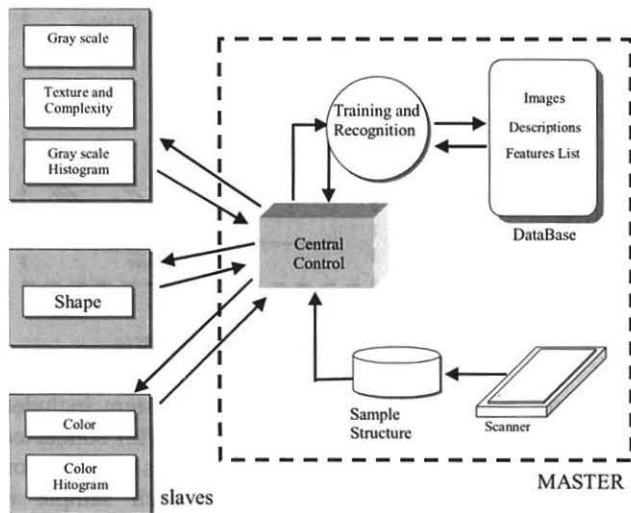 Gray scale
Texture and
Complexity
Gray scale
Histogram
Shape
Color
Color
Hitogram
slaves
Training and
Recognition
Images
Descriptions
Features List
DataBase
Central
Control
Sample
Structure
Scanner
MASTER